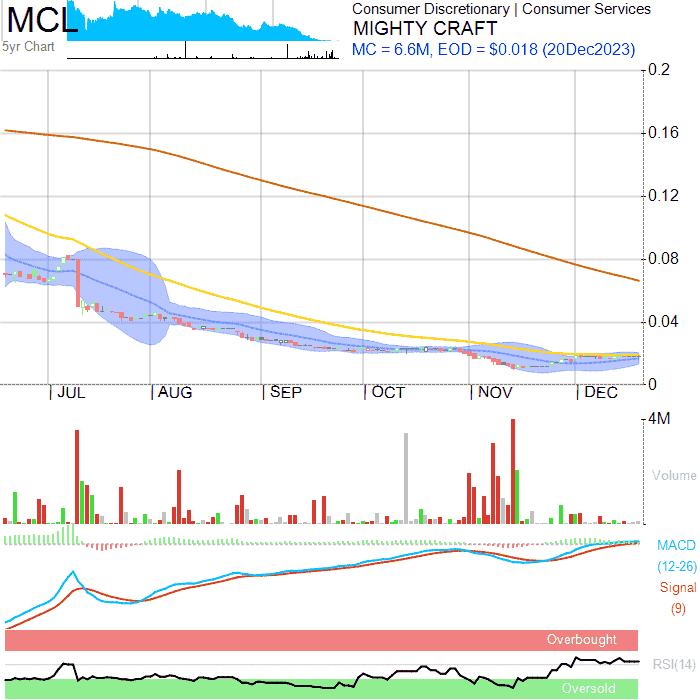 MCL
5yr Chart
Consumer Discretionary | Consumer Services
MIGHTY CRAFT
MC = 6.6M, EOD = $0.018 (20Dec2023)
0.2
0.16
0.12
0.08
0.04
0
JUL AUG SEP OCT NOV DEC
4M
Volume
MACD
(12-26)
Signal
(9)
Overbought
RSI(14)
Oversold